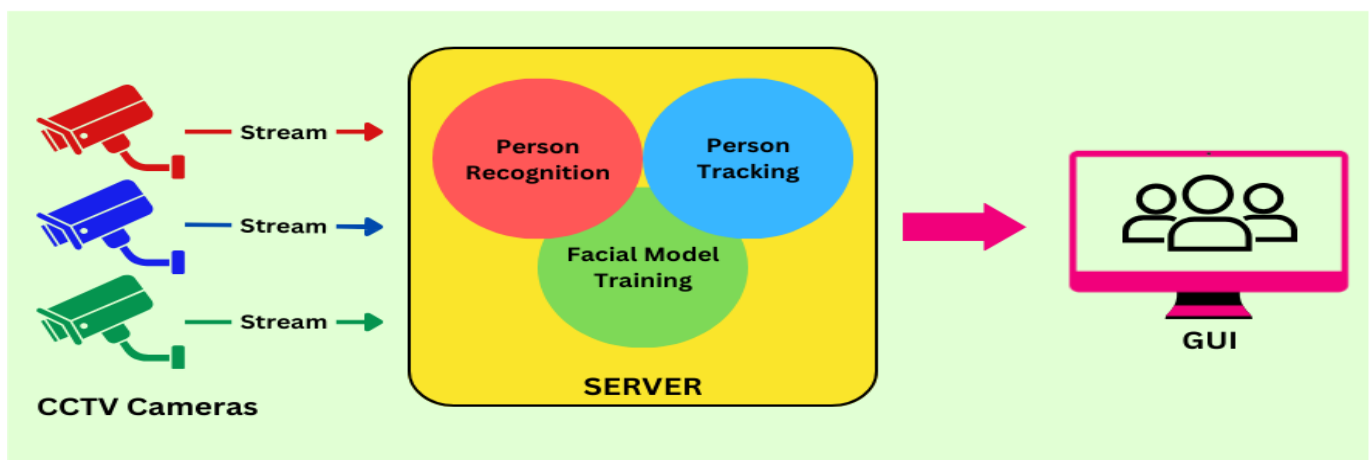 Stream
Stream
Stream
CCTV Cameras
Person
Recognition
Person
Tracking
Facial Model
Training
SERVER
GUI